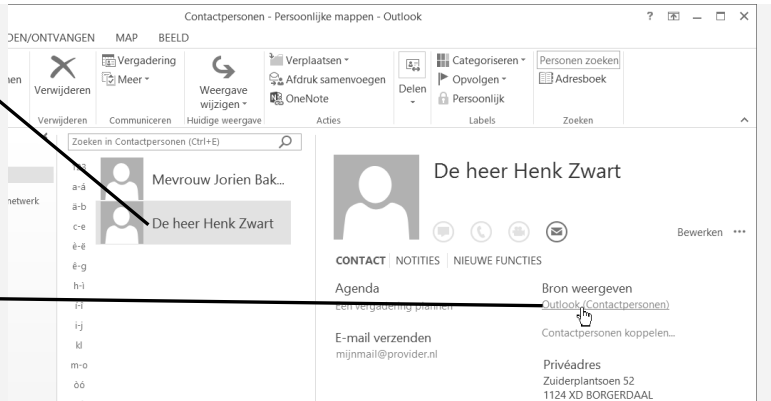 Contactpersonen - Persoonlijke mappen - Outlook
DEN/ONTVANGEN MAP BEELD
nen
Verwijderen
Vergadering
Meer
Weergave
wijzigen
Verplaatsen
Afdruk samenvoegen
OneNote
Delen
Categoriseren
Opvolgen
Persoonlijk
Personen zoeken
Adresboek
Verwijderen Communiceren Huidige weergave Acties Labels Zoeken
Zoeken in Contactpersonen (Ctrl+E)
netwerk
a-á
ä-b
c-e
è-ë
ê-g
h-ì
i-j
kl
m-o
òó
Mevrouw Jorien Bak...
De heer Henk Zwart
De heer Henk Zwart
Bewerken ...
CONTACT NOTITIES NIEUWE FUNCTIES
Agenda
Een vergadering plannen
E-mail verzenden
mijnmail@provider.nl
Bron weergeven
Outlook (Contactpersonen)
Contactpersonen koppelen...
Privéadres
Zuiderplantsoen 52
1124 XD BORGERDAAL